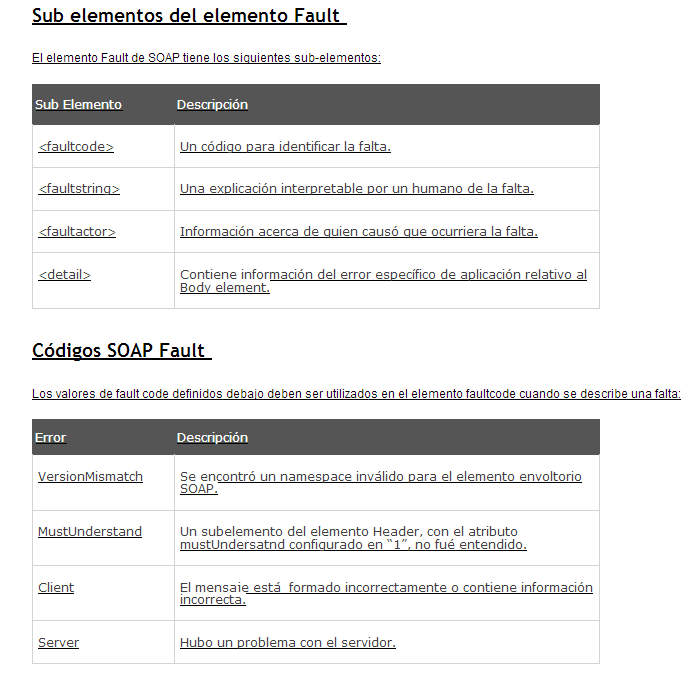 Sub elementos del elemento Fault
El elemento Fault de SOAP tiene los siguientes sub-elementos:
Sub Elemento Descripción
<faultcode> Un código para identificar la falta.
<faultstring> Una explicación interpretable por un humano de la falta.
<faultactor> Información acerca de quien causó que ocurriera la falta.
<detail> Contiene información del error específico de aplicación relativo al
Body element.
Códigos SOAP Fault
Los valores de fault code definidos debajo deben ser utilizados en el elemento faultcode cuando se describe una falta:
Error Descripción
VersionMismatch Se encontró un namespace inválido para el elemento envoltorio
SOAP.
MustUnderstand Un subelemento del elemento Header, con el atributo
mustUndersatnd configurado en “1”, no fué entendido.
Client El mensaje está formado incorrectamente o contiene información
incorrecta.
Server Hubo un problema con el servidor.